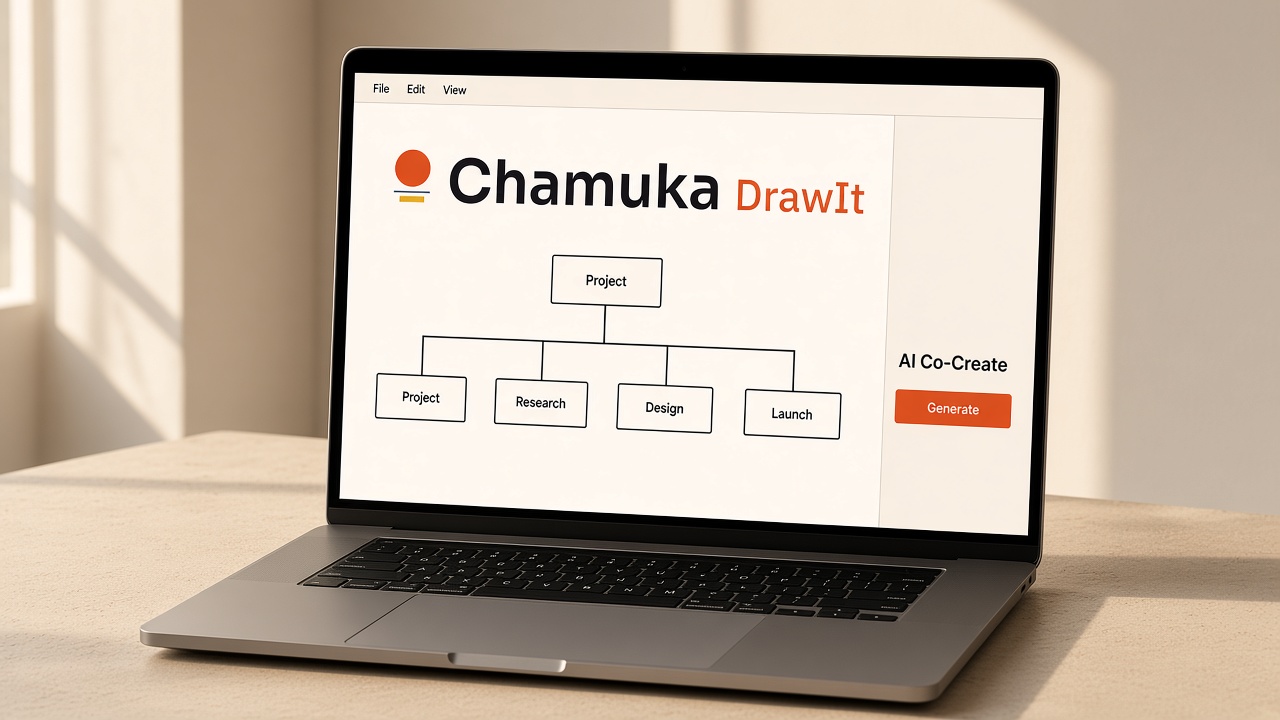 File Edit View
Chamuka DrawIt
Project
Project Research Design Launch
AI Co-Create
Generate